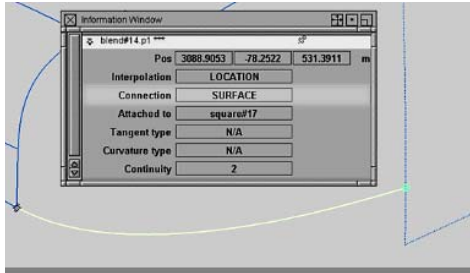 Information Window
blend#14.p1 ***
Pos 3088.9053 -78.2522 531.3911 m
Interpolation LOCATION
Connection SURFACE
Attached to square#17
Tangent type N/A
Curvature type N/A
Continuity 2